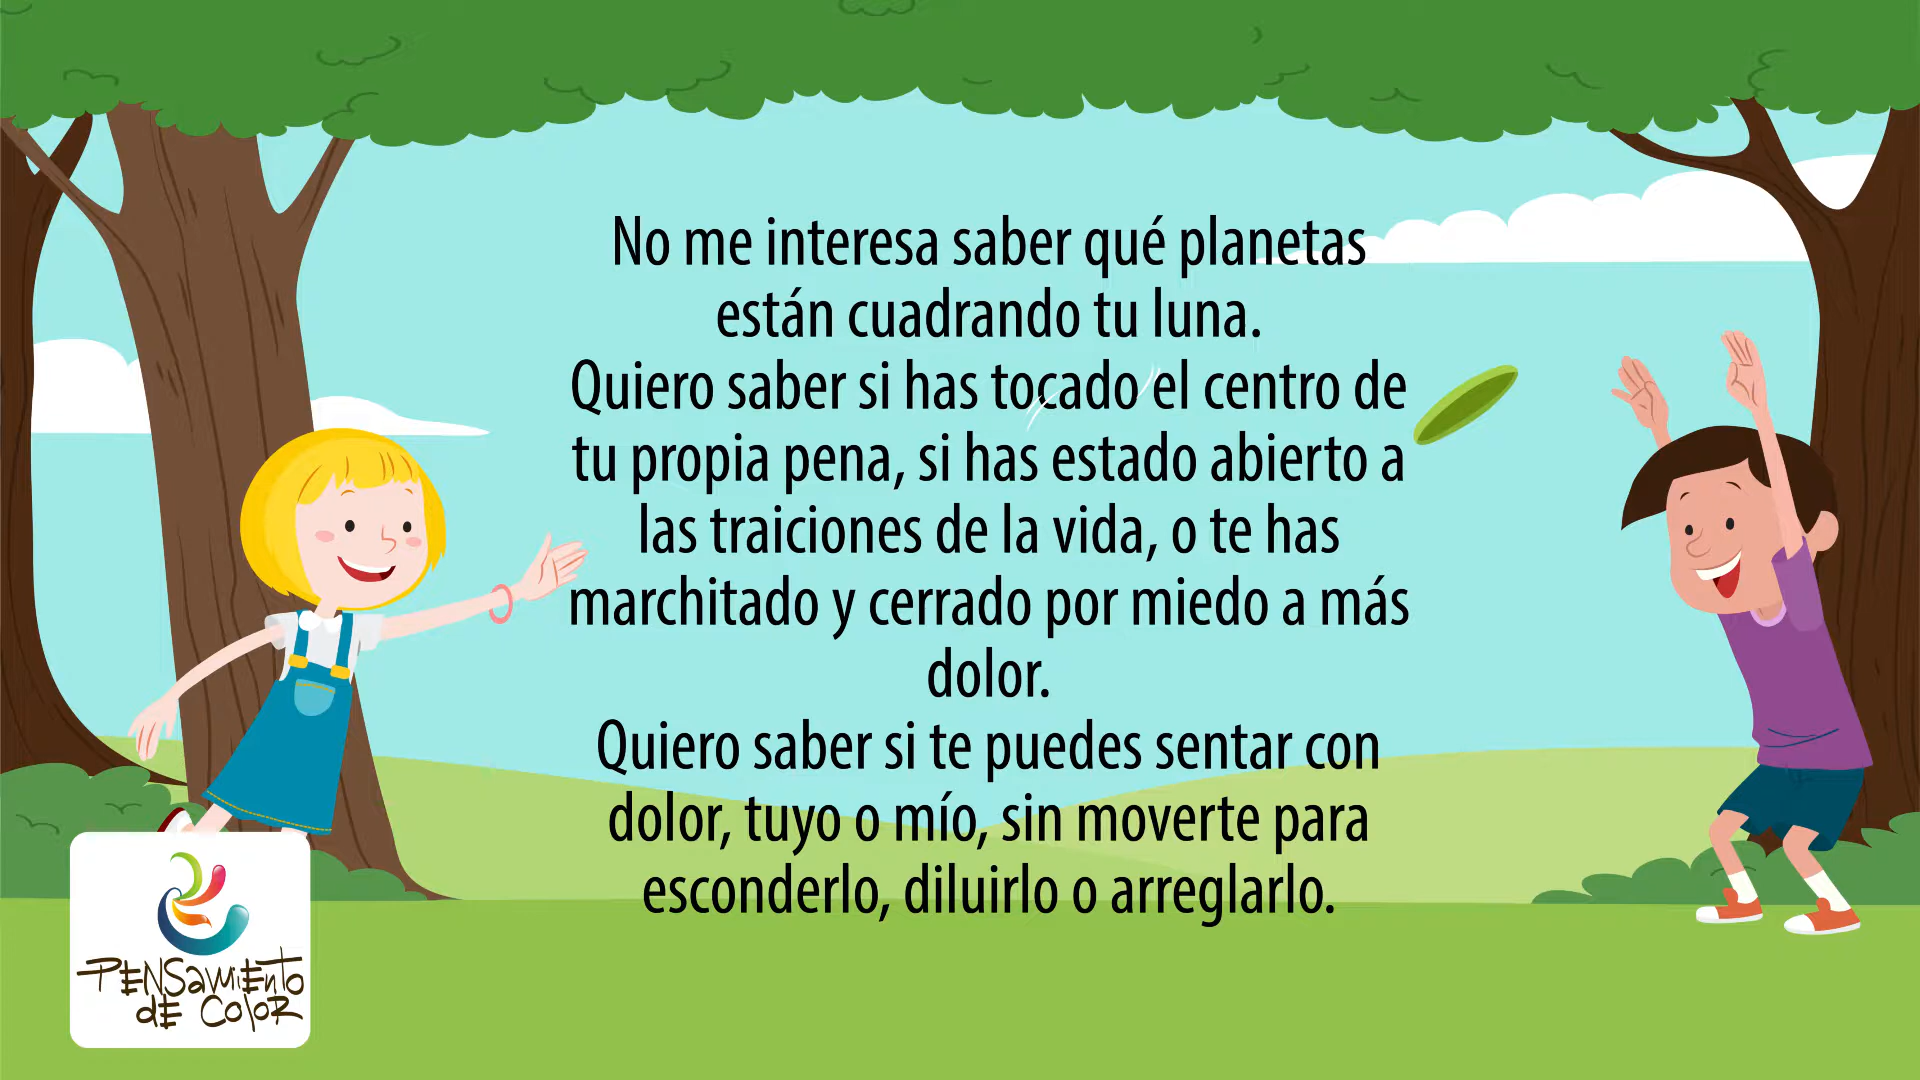 No me interesa saber qué planetas
están cuadrando tu luna.
Quiero saber si has tocado el centro de
tu propia pena, si has estado abierto a
las traiciones de la vida, o te has
marchitado y cerrado por miedo a más
dolor.
Quiero saber si te puedes sentar con
dolor, tuyo o mío, sin moverte para
esconderlo, diluirlo o arreglarlo.
PENSamiENto
dE ColoR